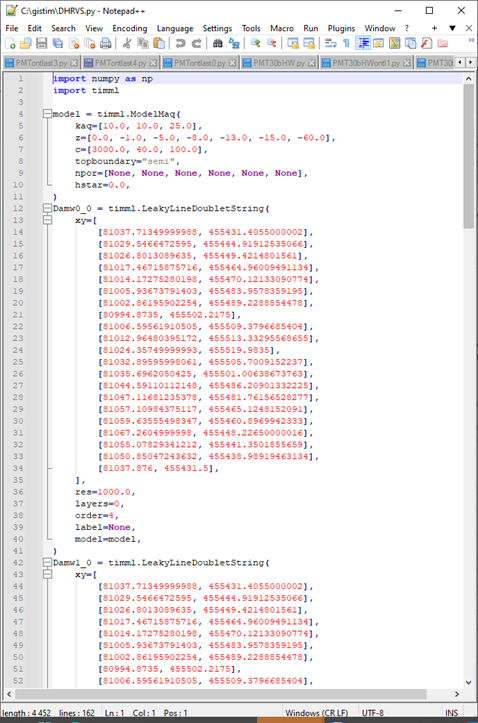 C:\gistim\DHRVS.py - Notepad++
File Edit Search View Encoding Language Settings Tools Macro Run Plugins Window ? + ▼ X
PMTontlast3.py PMTontlast4.py PMTontlast0.py PMT30bHW.py PMT30bHWontl1.py PMT30
1 import numpy as np
2 import timml
3
4 model = timml.ModelMaq(
5 kaq=[10.0, 10.0, 25.0],
6 z=[0.0, -1.0, -5.0, -8.0, -13.0, -15.0, -60.0],
7 c=[3000.0, 40.0, 100.0],
8 topboundary="semi",
9 npor=[None, None, None, None, None, None],
10 hstar=0.0,
11 )
12 Damw0_0 = timml.LeakyLineDoubletString(
13 xy=[
14 [81037.71349999988, 455431.4055000002],
15 [81029.5466472595, 455444.91912535066],
16 [81026.8013089635, 455449.4214801561],
17 [81017.46715875716, 455464.96009491134],
18 [81014.17275280198, 455470.12133090774],
19 [81005.93673791403, 455483.9578359195],
20 [81002.86195902254, 455489.2288854478],
21 [80994.8735, 455502.2175],
22 [81006.59561910505, 455509.3796685404],
23 [81012.96480395172, 455513.33295568655],
24 [81024.35749999993, 455519.9835],
25 [81032.89595998061, 455505.7009152237],
26 [81035.6962050425, 455501.00638673763],
27 [81044.59110112148, 455486.20901332225],
28 [81047.11681235378, 455481.76156528277],
29 [81057.10984375117, 455465.1248152091],
30 [81059.63555498347, 455460.8969942333],
31 [81067.2604999998, 455448.22650000016],
32 [81055.07829341212, 455441.3501855659],
33 [81050.85047243632, 455438.98919463134],
34 [81037.876, 455431.5],
35 ],
36 res=1000.0,
37 layers=0,
38 order=4,
39 label=None,
40 model=model,
41 )
42 Damw1_0 = timml.LeakyLineDoubletString(
43 xy=[
44 [81037.71349999988, 455431.4055000002],
45 [81029.5466472595, 455444.91912535066],
46 [81026.8013089635, 455449.4214801561],
47 [81017.46715875716, 455464.96009491134],
48 [81014.17275280198, 455470.12133090774],
49 [81005.93673791403, 455483.9578359195],
50 [81002.86195902254, 455489.2288854478],
51 [80994.8735, 455502.2175],
52 [81006.59561910505, 455509.3796685404],
length : 4 452 lines : 162 Ln : 1 Col : 1 Pos : 1 Windows (CR LF) UTF-8 INS